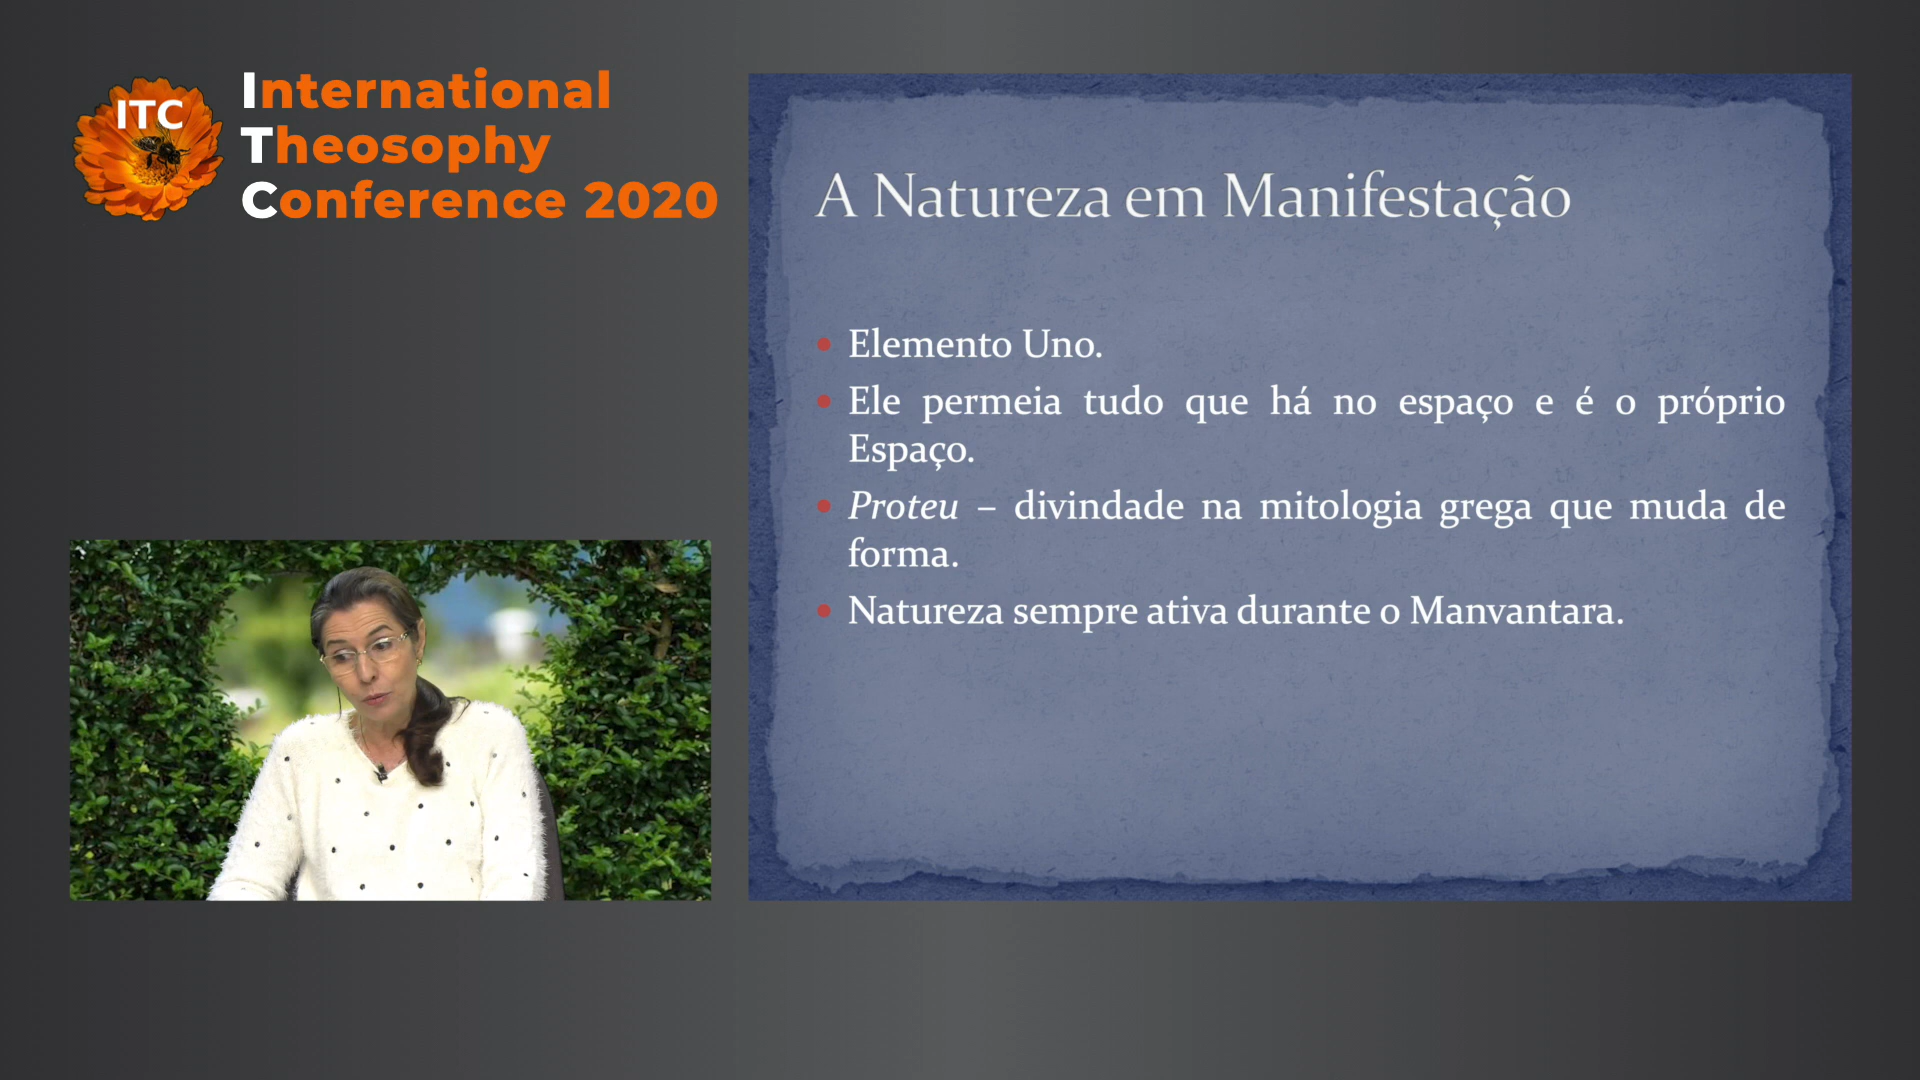 ITC
International
Theosophy
Conference 2020
A Natureza em Manifestação
• Elemento Uno.
• Ele permeia tudo que há no espaço e é o próprio
Espaço.
• Proteu – divindade na mitologia grega que muda de
forma.
• Natureza sempre ativa durante o Manvantara.